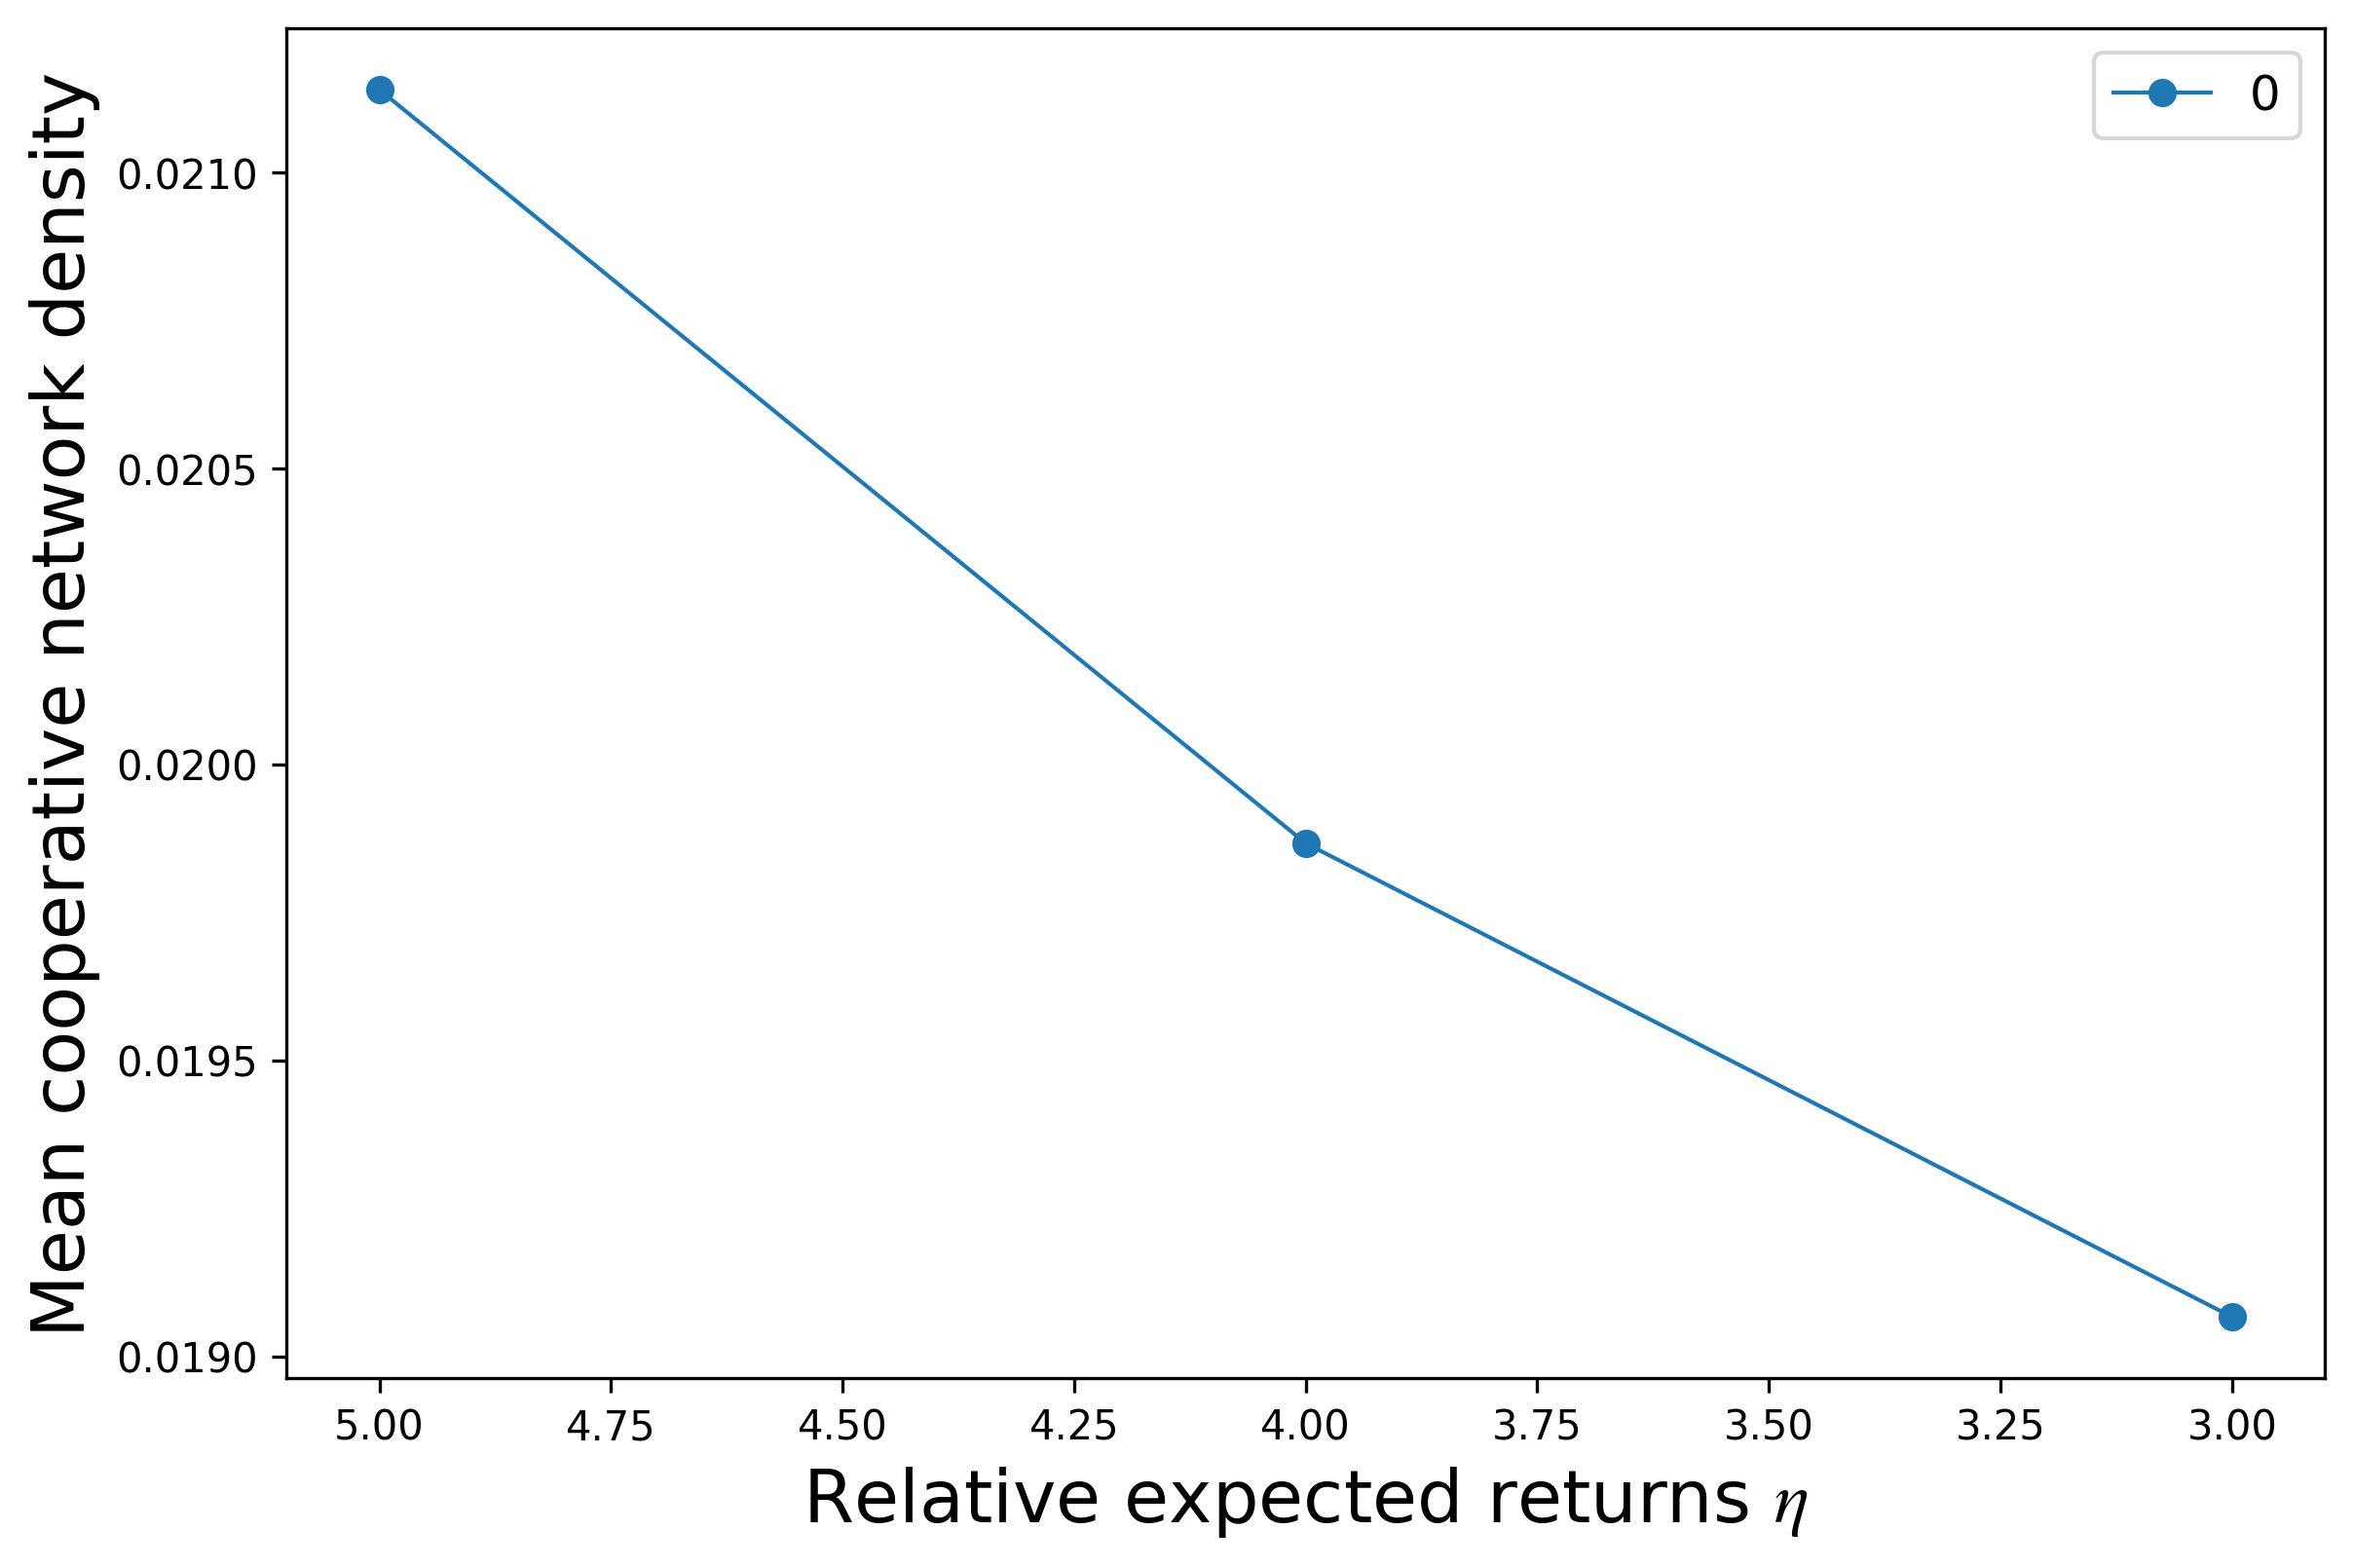 0
Mean cooperative network density
0.0210
0.0205
0.0200
0.0195
0.0190
5.00 4.75 4.50 4.25 4.00 3.75 3.50 3.25 3.00
Relative expected returns η